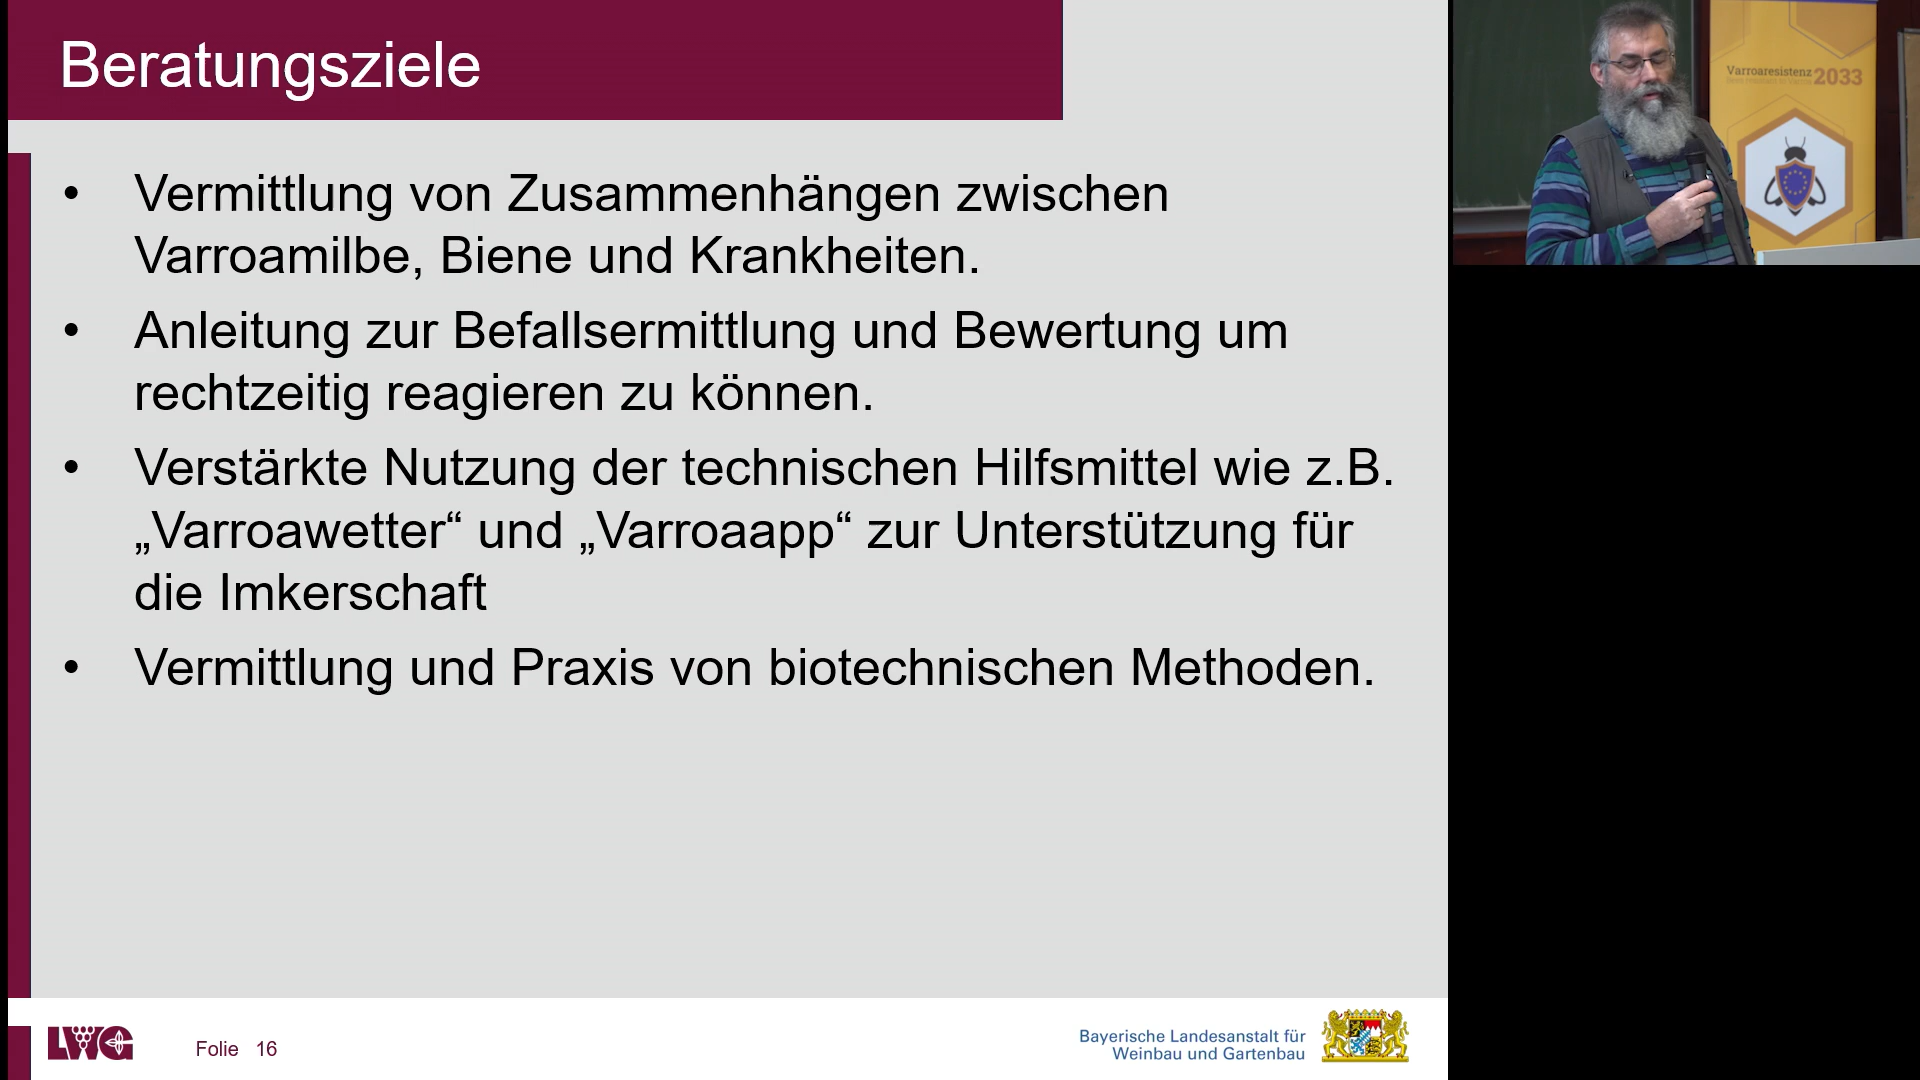 Beratungsziele
• Vermittlung von Zusammenhängen zwischen
Varroamilbe, Biene und Krankheiten.
• Anleitung zur Befallsermittlung und Bewertung um
rechtzeitig reagieren zu können.
• Verstärkte Nutzung der technischen Hilfsmittel wie z.B.
„Varroawetter“ und „Varroaapp“ zur Unterstützung für
die Imkerschaft
• Vermittlung und Praxis von biotechnischen Methoden.
LWG
Folie 16
Bayerische Landesanstalt für
Weinbau und Gartenbau
Varroaresistenz 2033